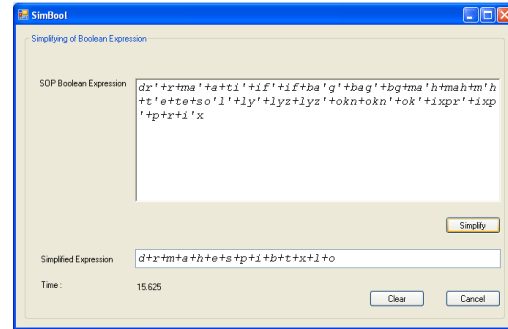 SimBool
Simplifying of Boolean Expression
SOP Boolean Expression
dr'+r+ma'+a+ti'+if'+if+ba'g'+bag'+bg+ma'h+mah+m'h
+t'e+te+so'l'+ly'+lyz+lyz'+okn+okn'+ok'+ixpr'+ixp
'+p+r+i'x
Simplify
Simplified Expression
d+r+m+a+h+e+s+p+i+b+t+x+l+o
Time :
15.625
Clear
Cancel